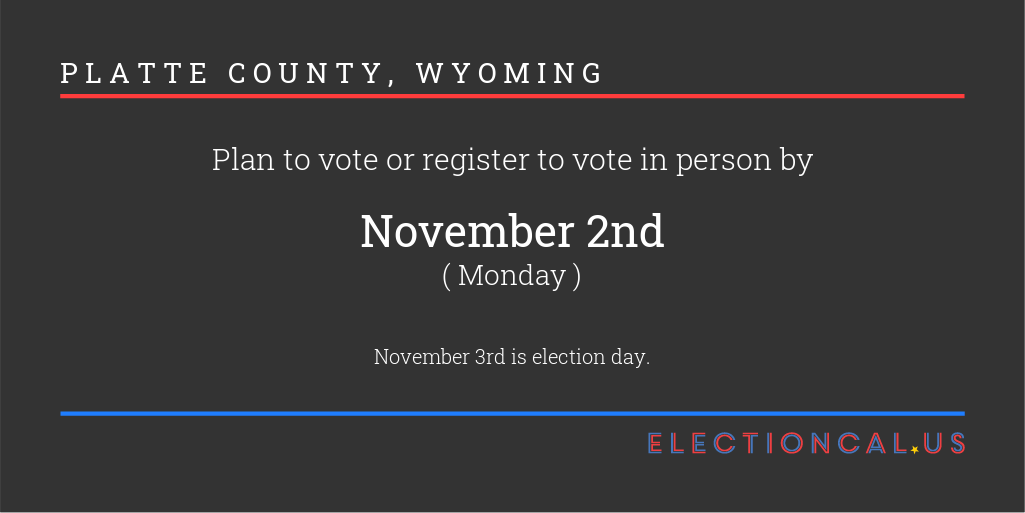 PLATTE COUNTY, WYOMING
Plan to vote or register to vote in person by
November 2nd
( Monday )
November 3rd is election day.
ELECTIONCAL.US